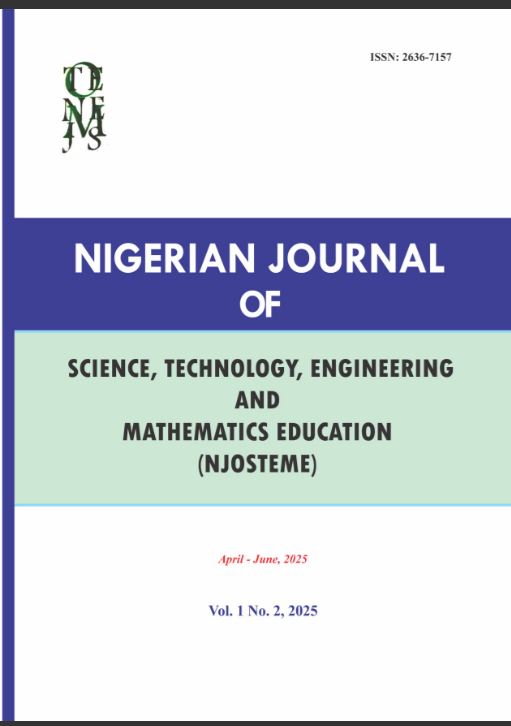 ISSN: 2636-7157
NIGERIAN JOURNAL
OF
SCIENCE, TECHNOLOGY, ENGINEERING
AND
MATHEMATICS EDUCATION
(NJOSTEME)
April - June, 2025
Vol. 1 No. 2, 2025